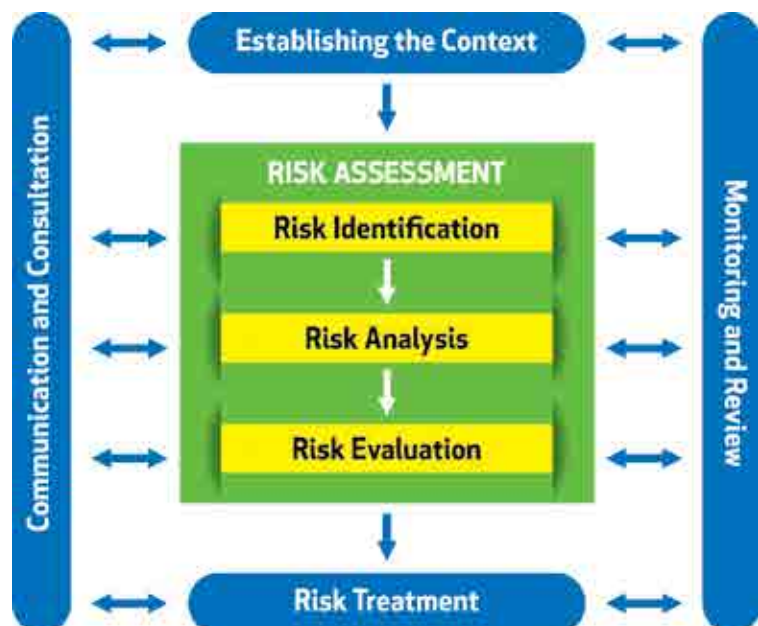 Establishing the Context
Communication and Consultation
RISK ASSESSMENT
Risk Identification
Risk Analysis
Risk Evaluation
Monitoring and Review
Risk Treatment